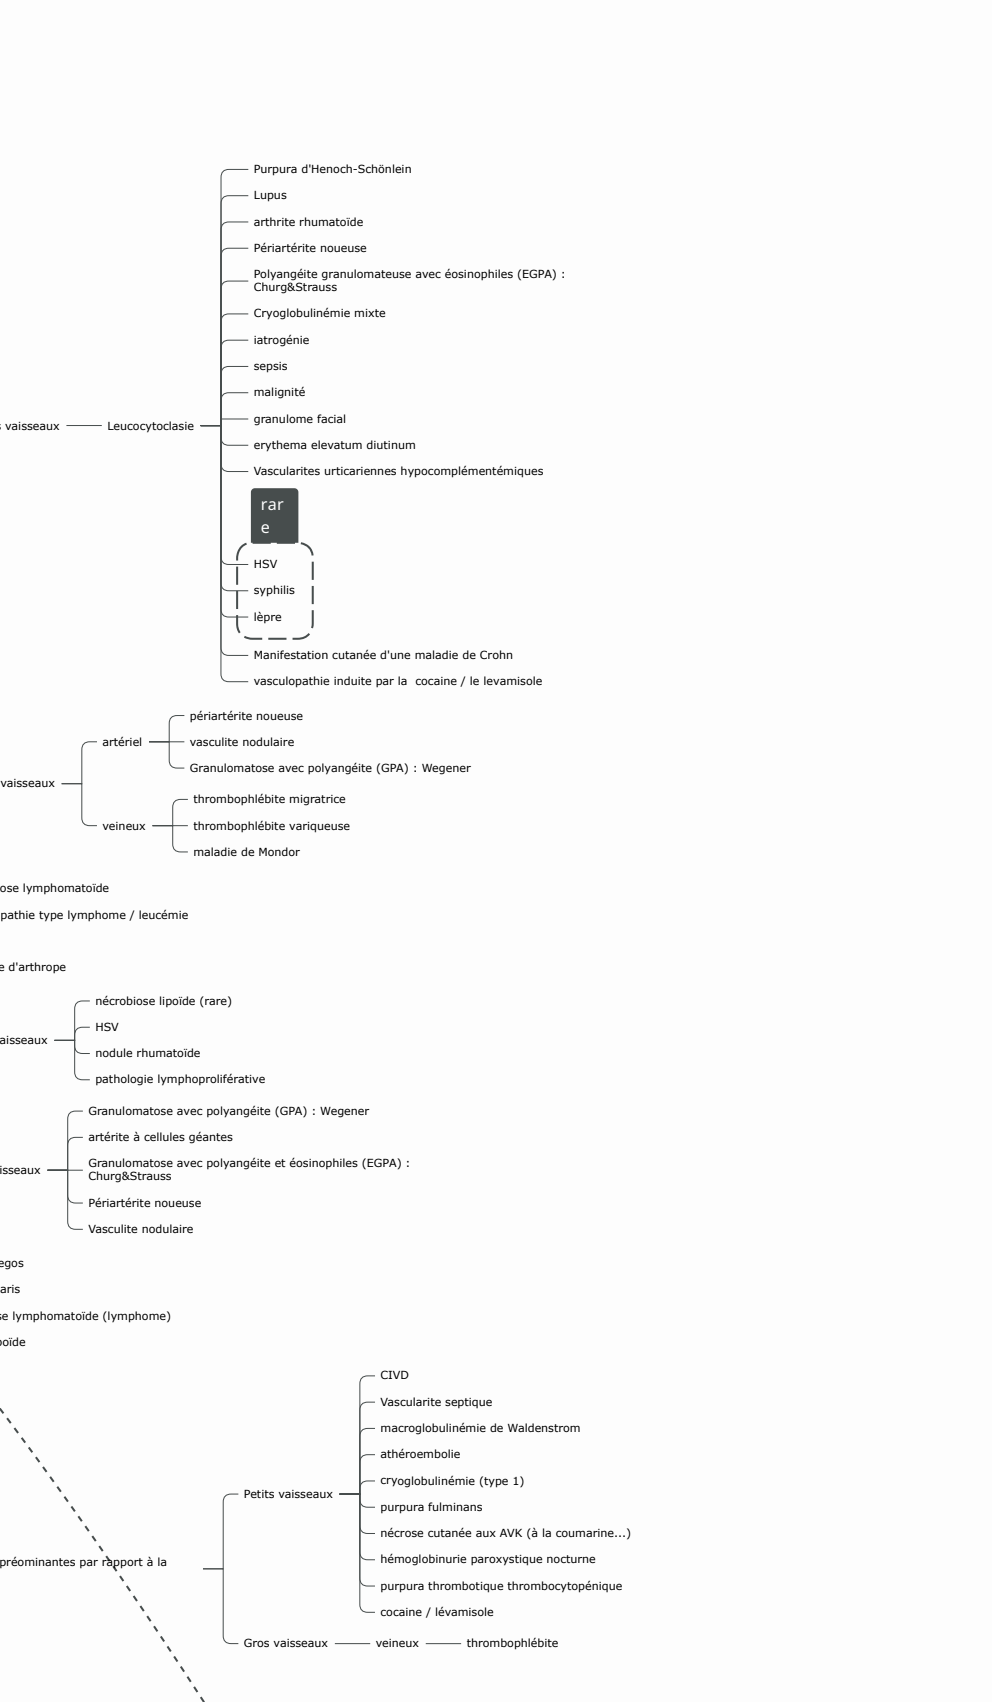 Purpura d'Henoch-Schönlein
Lupus
arthrite rhumatoïde
Périartérite noueuse
Polyangéite granulomateuse avec éosinophiles (EGPA) :
Churg&Strauss
Cryoglobulinémie mixte
iatrogénie
sepsis
malignité
granulome facial
vaisseaux
Leucocytoclasie
erythema elevatum diutinum
Vascularites urticariennes hypocomplémentémiques
rar
e
HSV
syphilis
lèpre
Manifestation cutanée d'une maladie de Crohn
vasculopathie induite par la  cocaine / le levamisole
périartérite noueuse
artériel
vasculite nodulaire
Granulomatose avec polyangéite (GPA) : Wegener
vaisseaux
thrombophlébite migratrice
veineux
thrombophlébite variqueuse
maladie de Mondor
ose lymphomatoïde
pathie type lymphome / leucémie
e d'arthrope
nécrobiose lipoïde (rare)
HSV
aisseaux
nodule rhumatoïde
pathologie lymphoproliférative
Granulomatose avec polyangéite (GPA) : Wegener
artérite à cellules géantes
Granulomatose avec polyangéite et éosinophiles (EGPA) :
Churg&Strauss
isseaux
Périartérite noueuse
Vasculite nodulaire
egos
aris
se lymphomatoïde (lymphome)
oïde
CIVD
Vascularite septique
macroglobulinémie de Waldenstrom
athéroembolie
cryoglobulinémie (type 1)
Petits vaisseaux
purpura fulminans
nécrose cutanée aux AVK (à la coumarine...)
hémoglobinurie paroxystique nocturne
préominantes par rapport à la
purpura thrombotique thrombocytopénique
cocaine / lévamisole
Gros vaisseaux
veineux
thrombophlébite